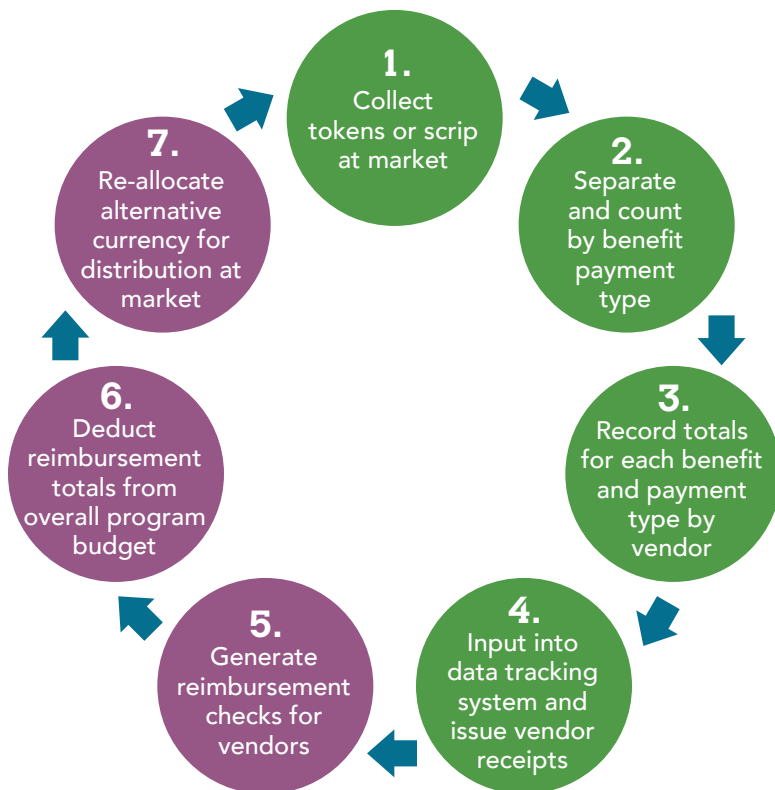 1.
Collect
tokens or scrip
at market
2.
Separate
and count
by benefit
payment
type
3.
Record totals
for each benefit
and payment
type by
vendor
4.
Input into
data tracking
system and
issue vendor
receipts
5.
Generate
reimbursement
checks for
vendors
6.
Deduct
reimbursement
totals from
overall program
budget
7.
Re-allocate
alternative
currency for
distribution at
market